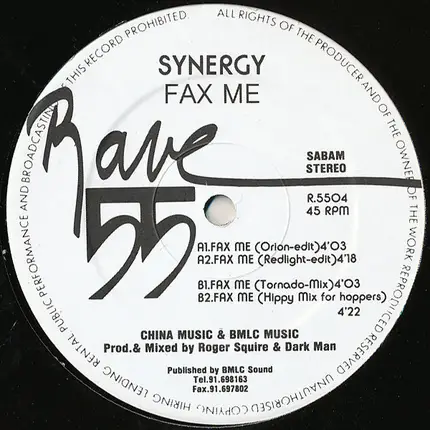 ALL RIGHTS OF THE PRODUCER AND OF THE OWNER OF THE WORK REPRODUCED UNAUTHORISED COPYING HIRING LENDING RENTAL PUBLIC PERFORMANCE AND BROADCASTING OF THIS RECORD PROHIBITED.
SYNERGY
FAX ME
Rave
55
SABAM
STEREO
R.5504
45 RPM
A1.FAX ME (Orion-edit)4'03
A2.FAX ME (Redlight-edit)4'18
B1.FAX ME (Tornado-Mix)4'03
B2.FAX ME (Hippy Mix for hoppers)
4'22
CHINA MUSIC & BMLC MUSIC
Prod.& Mixed by Roger Squire & Dark Man
Published by BMLC Sound
Tel.91.698163
Fax.91.697802